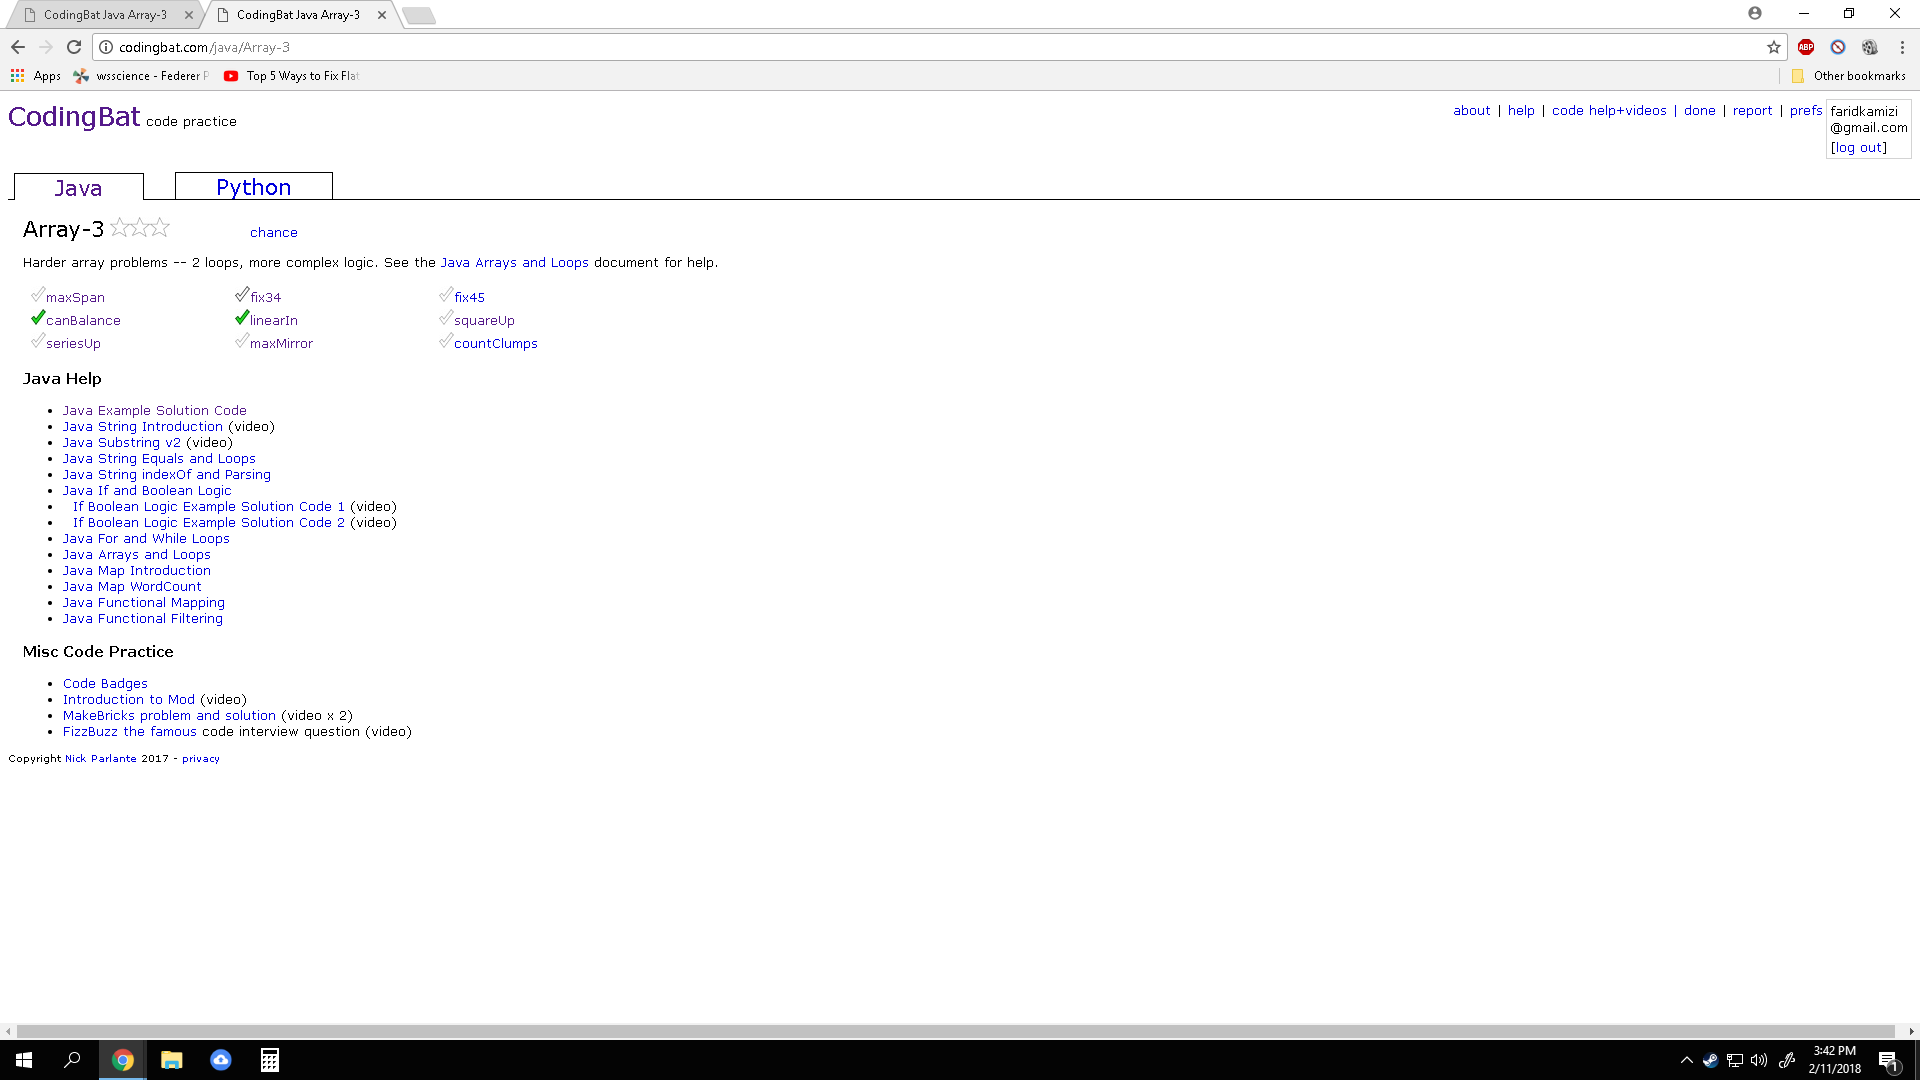 CodingBat Java Array-3
CodingBat Java Array-3
codingbat.com/java/Array-3
ABP
Apps
wsscience - Federer P
Top 5 Ways to Fix Flat
Other bookmarks
CodingBat code practice
about | help | code help+videos | done | report | prefs
faridkamizi
@gmail.com
[log out]
Java
Python
Array-3
chance
Harder array problems -- 2 loops, more complex logic. See the Java Arrays and Loops document for help.
maxSpan
fix34
fix45
canBalance
linearIn
squareUp
seriesUp
maxMirror
countClumps
Java Help
Java Example Solution Code
Java String Introduction (video)
Java Substring v2 (video)
Java String Equals and Loops
Java String indexOf and Parsing
Java If and Boolean Logic
If Boolean Logic Example Solution Code 1 (video)
If Boolean Logic Example Solution Code 2 (video)
Java For and While Loops
Java Arrays and Loops
Java Map Introduction
Java Map WordCount
Java Functional Mapping
Java Functional Filtering
Misc Code Practice
Code Badges
Introduction to Mod (video)
MakeBricks problem and solution (video x 2)
FizzBuzz the famous code interview question (video)
Copyright Nick Parlante 2017 - privacy
3:42 PM
2/11/2018
1